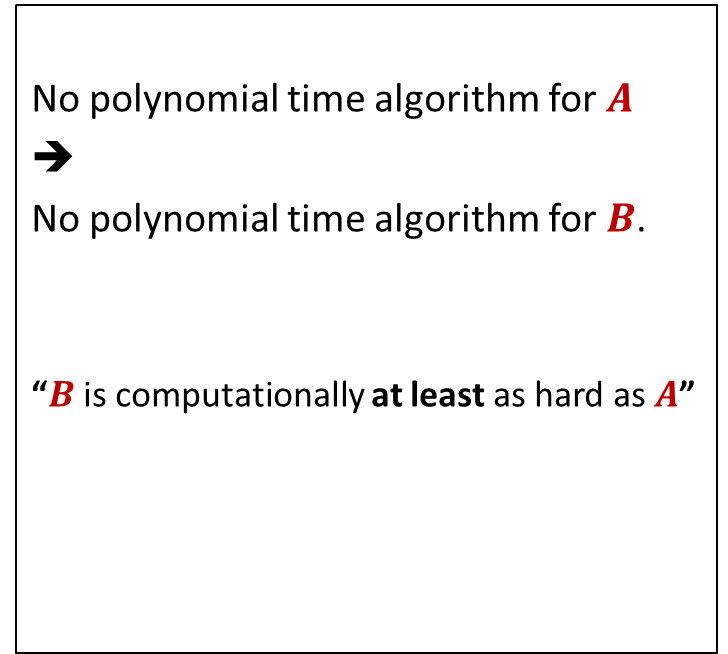 No polynomial time algorithm for A
➔
No polynomial time algorithm for B.
“B is computationally at least as hard as A”